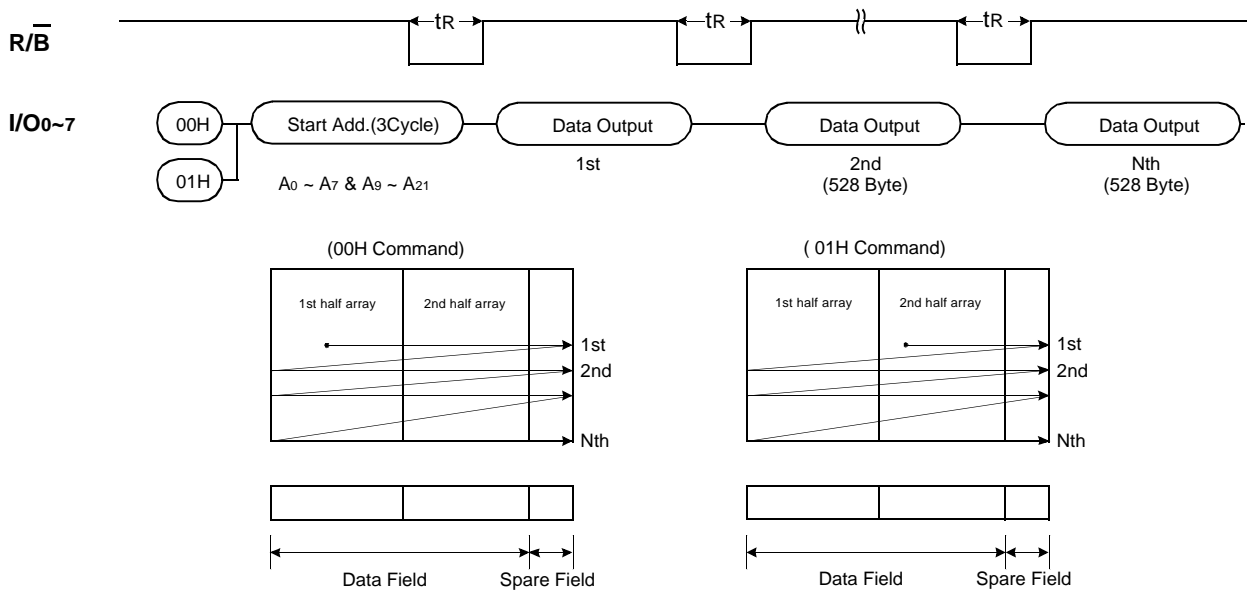 tR tR tR
R/B
I/O0~7 00H Start Add.(3Cycle) Data Output Data Output Data Output
01H
1st 2nd Nth
A0 ~ A7 & A9 ~ A21 (528 Byte) (528 Byte)
(00H Command) ( 01H Command)
1st half array 2nd half array 1st half array 2nd half array
1st 1st
2nd 2nd
Nth Nth
Data Field Spare Field Data Field Spare Field